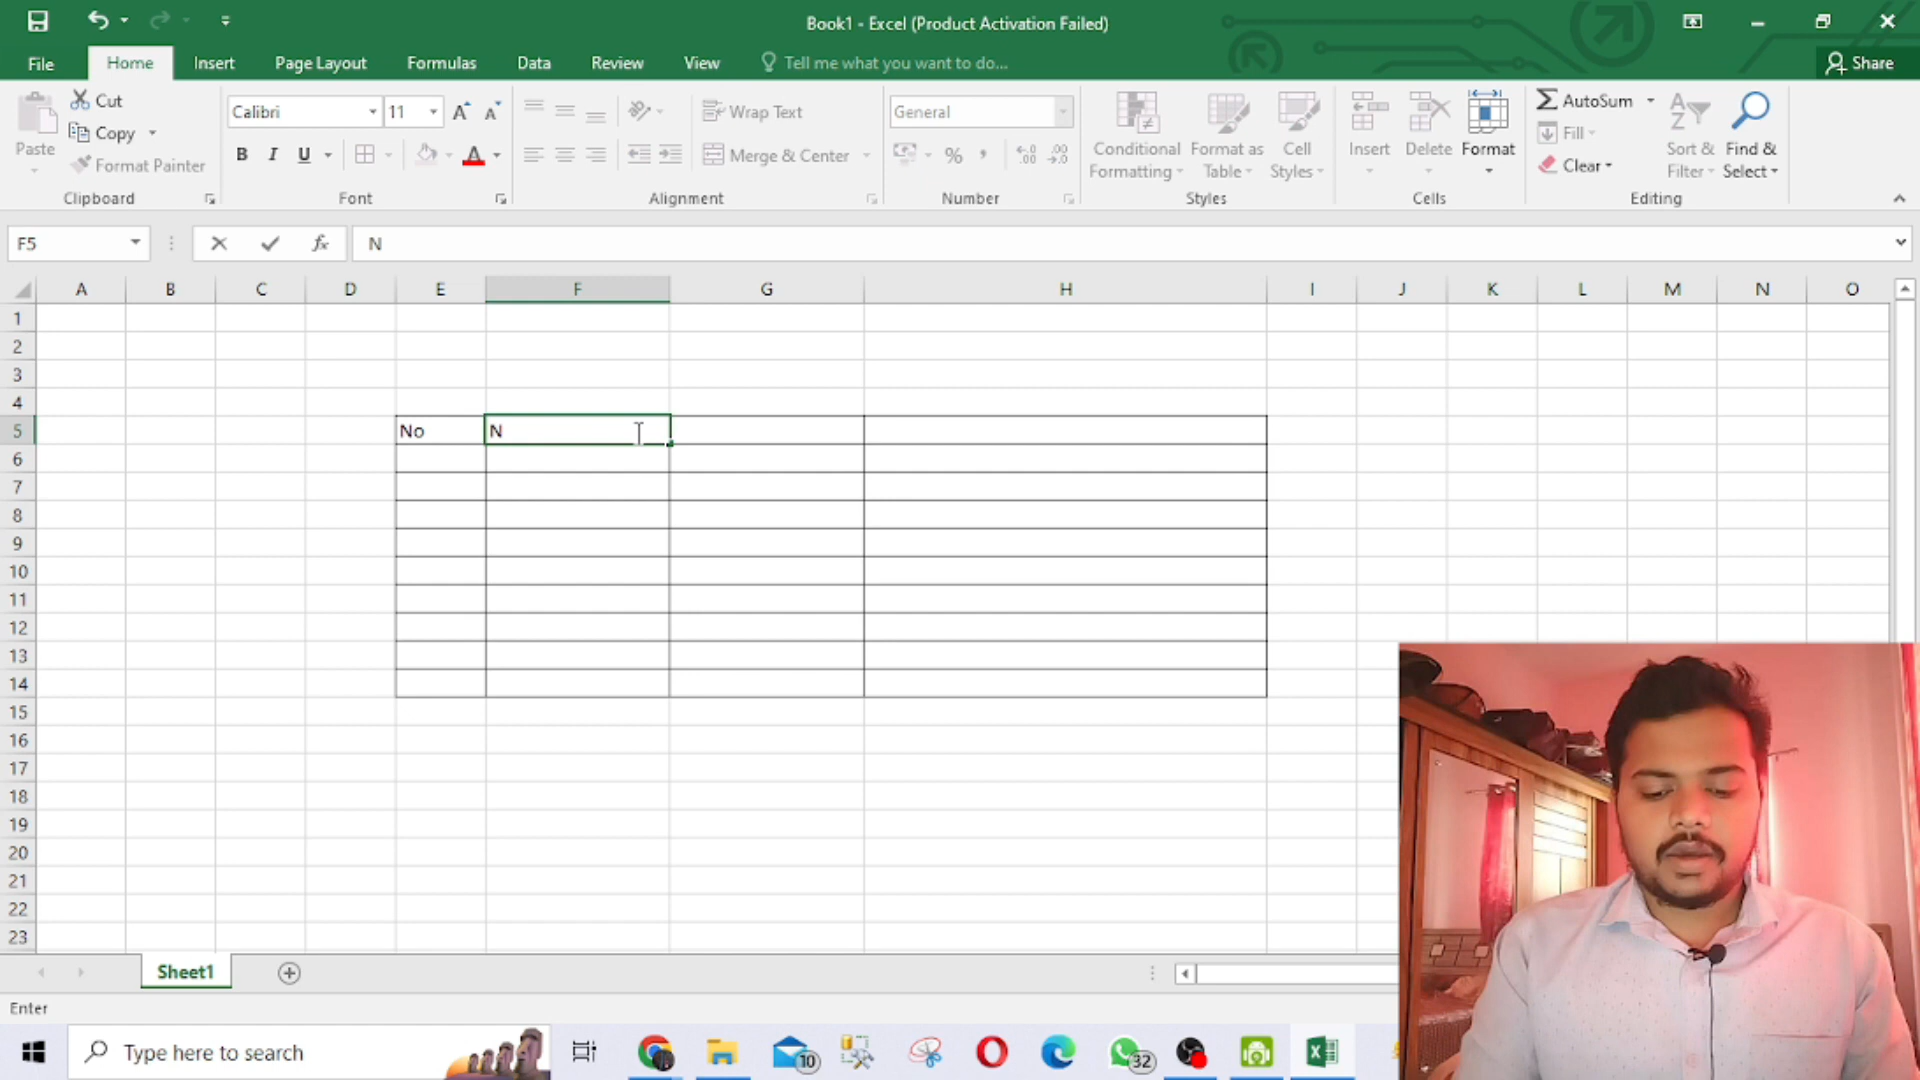 Book1 - Excel (Product Activation Failed)
File Home Insert Page Layout Formulas Data Review View Tell me what you want to do... Share
Cut
Copy
Format Painter
Paste
Clipboard
Calibri 11
B I U
Font
Wrap Text
Merge & Center
Alignment
General
%
Number
Conditional Formatting
Format as Table
Cell Styles
Styles
Insert
Delete
Format
Cells
AutoSum
Fill
Clear
Sort & Filter
Find & Select
Editing
F5 fx N
A B C D E F G H I J K L M N O
1
2
3
4
5 No N
6
7
8
9
10
11
12
13
14
15
16
17
18
19
20
21
22
23
Sheet1
Enter
Type here to search
10
32